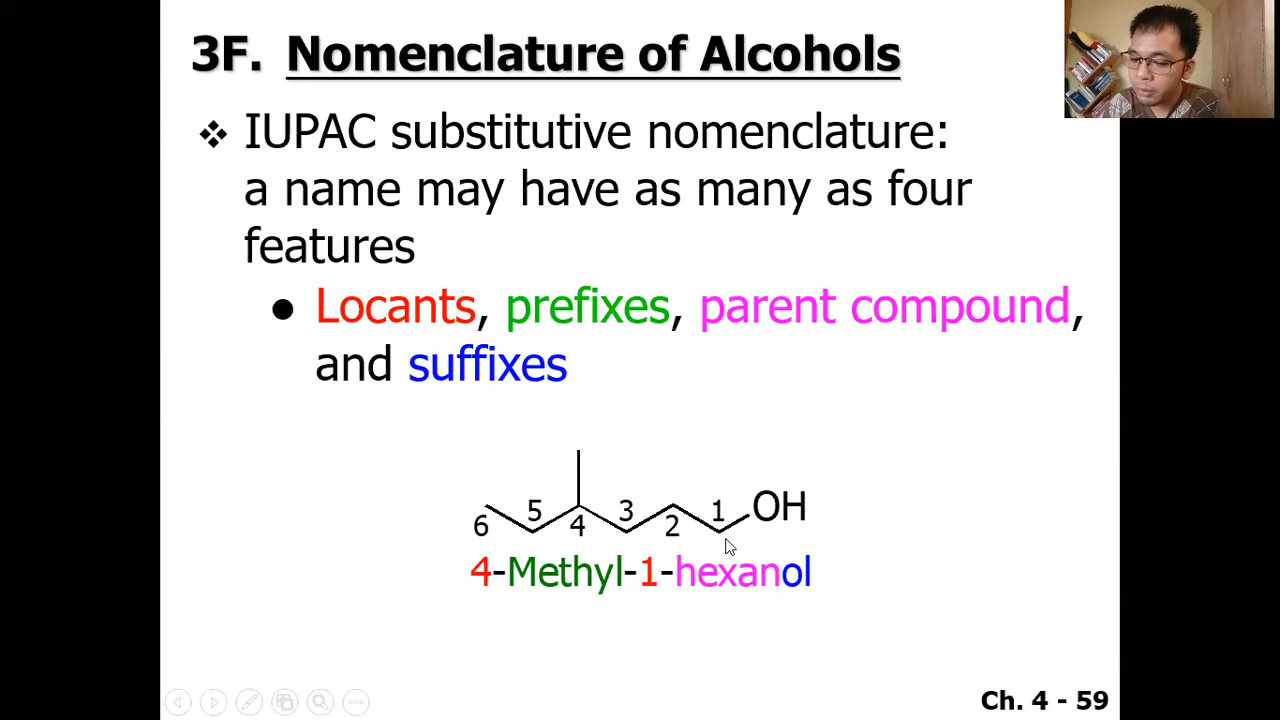 3F. Nomenclature of Alcohols
❖ IUPAC substitutive nomenclature:
a name may have as many as four
features
● Locants, prefixes, parent compound,
and suffixes
6 5 4 3 2 1 OH
4-Methyl-1-hexanol
Ch. 4 - 59